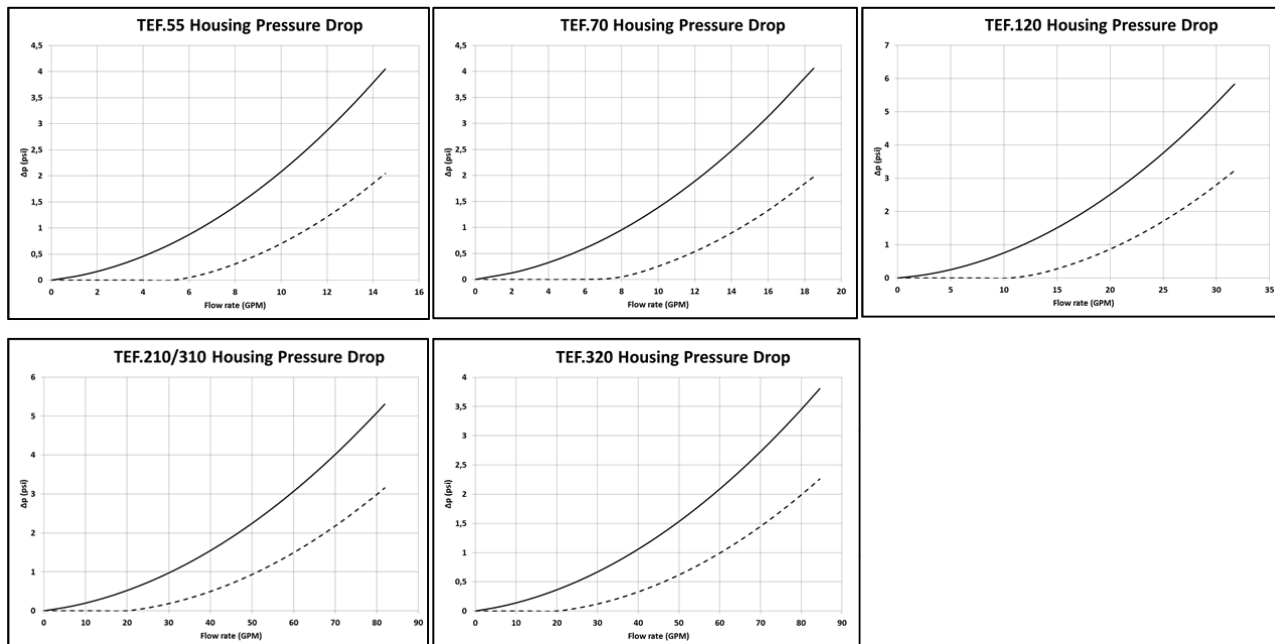 TEF.55 Housing Pressure Drop
4,5
4
3,5
3
2,5
2
1,5
1
0,5
0
Δp (psi)
0 2 4 6 8 10 12 14 16
Flow rate (GPM)
TEF.70 Housing Pressure Drop
4,5
4
3,5
3
2,5
2
1,5
1
0,5
0
Δp (psi)
0 2 4 6 8 10 12 14 16 18 20
Flow rate (GPM)
TEF.120 Housing Pressure Drop
7
6
5
4
3
2
1
0
Δp (psi)
0 5 10 15 20 25 30 35
Flow rate (GPM)
TEF.210/310 Housing Pressure Drop
6
5
4
3
2
1
0
Δp (psi)
0 10 20 30 40 50 60 70 80 90
Flow rate (GPM)
TEF.320 Housing Pressure Drop
4
3,5
3
2,5
2
1,5
1
0,5
0
Δp (psi)
0 10 20 30 40 50 60 70 80 90
Flow rate (GPM)